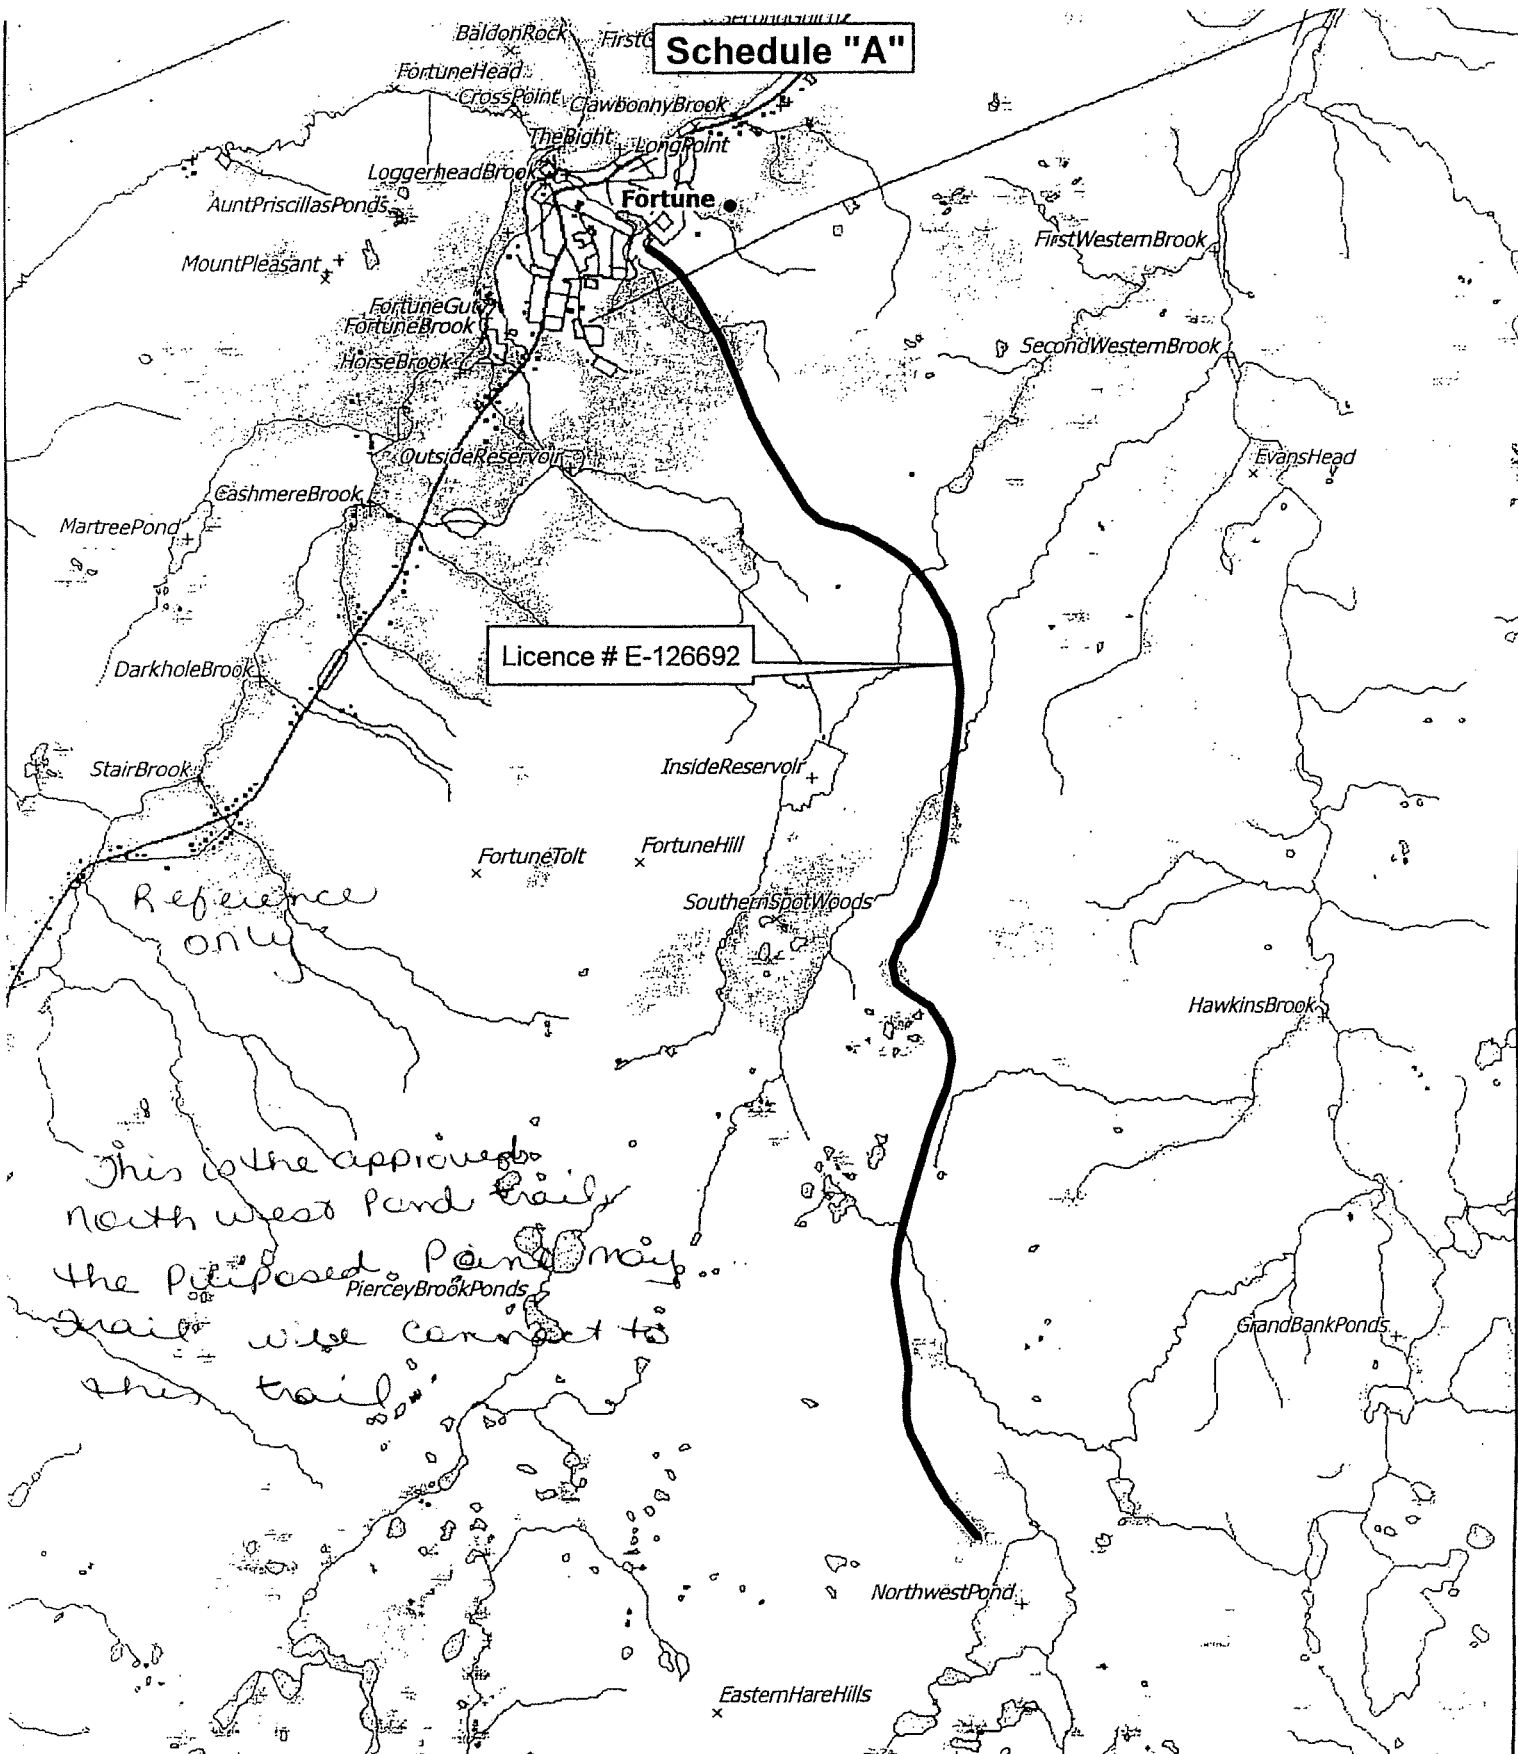 Schedule "A"
BaldonRock
FortuneHead
CrossPoint
ClawbonnyBrook
TheBight
LongPoint
LoggerheadBrook
Fortune
AuntPriscillasPonds
FirstWesternBrook
MountPleasant
FortuneGut
FortuneBrook
SecondWesternBrook
HorseBrook
OutsideReservoir
EvansHead
CashmereBrook
MartreePond
Licence # E-126692
DarkholeBrook
StairBrook
InsideReservoir
FortuneTolt
FortuneHill
SouthernSpotWoods
Reference
only
HawkinsBrook
This is the approved
North west Pond trail
the Proposed
PierceyBrookPonds
trail will connect to
this trail
GrandBankPonds
NorthwestPond
EasternHareHills